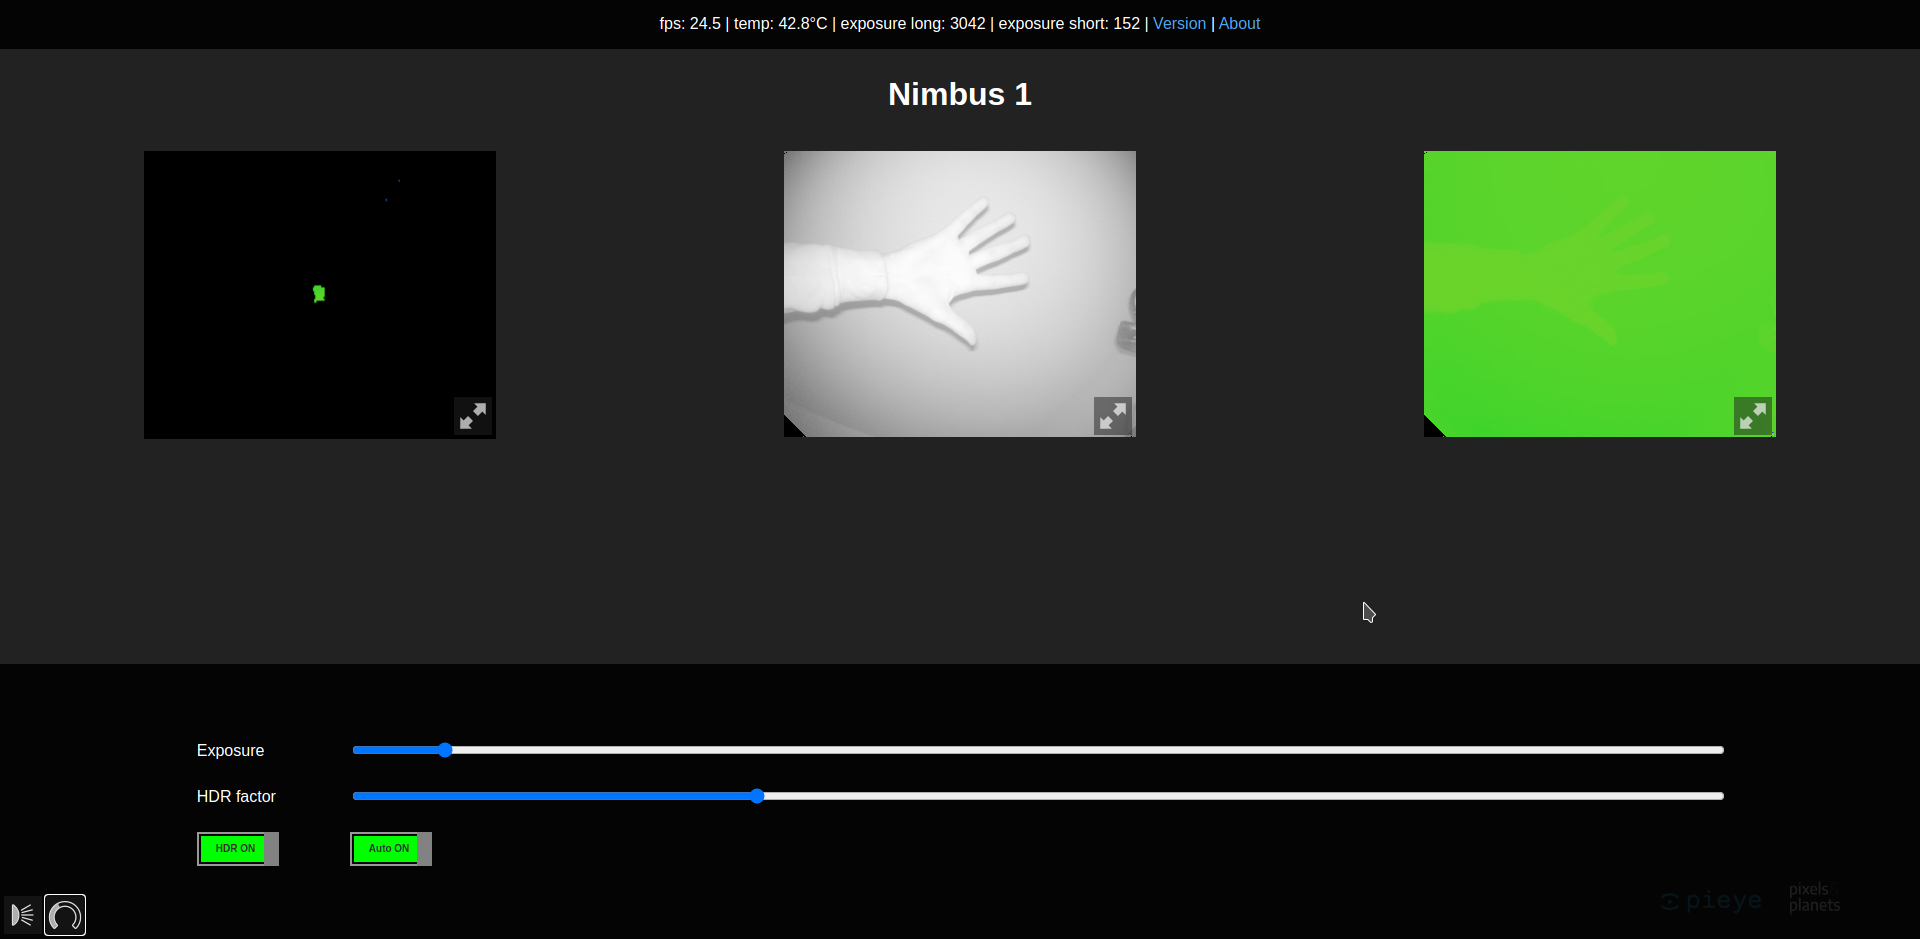 fps: 24.5 | temp: 42.8°C | exposure long: 3042 | exposure short: 152 | Version | About
Nimbus 1
Exposure
HDR factor
HDR ON Auto ON
pieye
pixels
planets